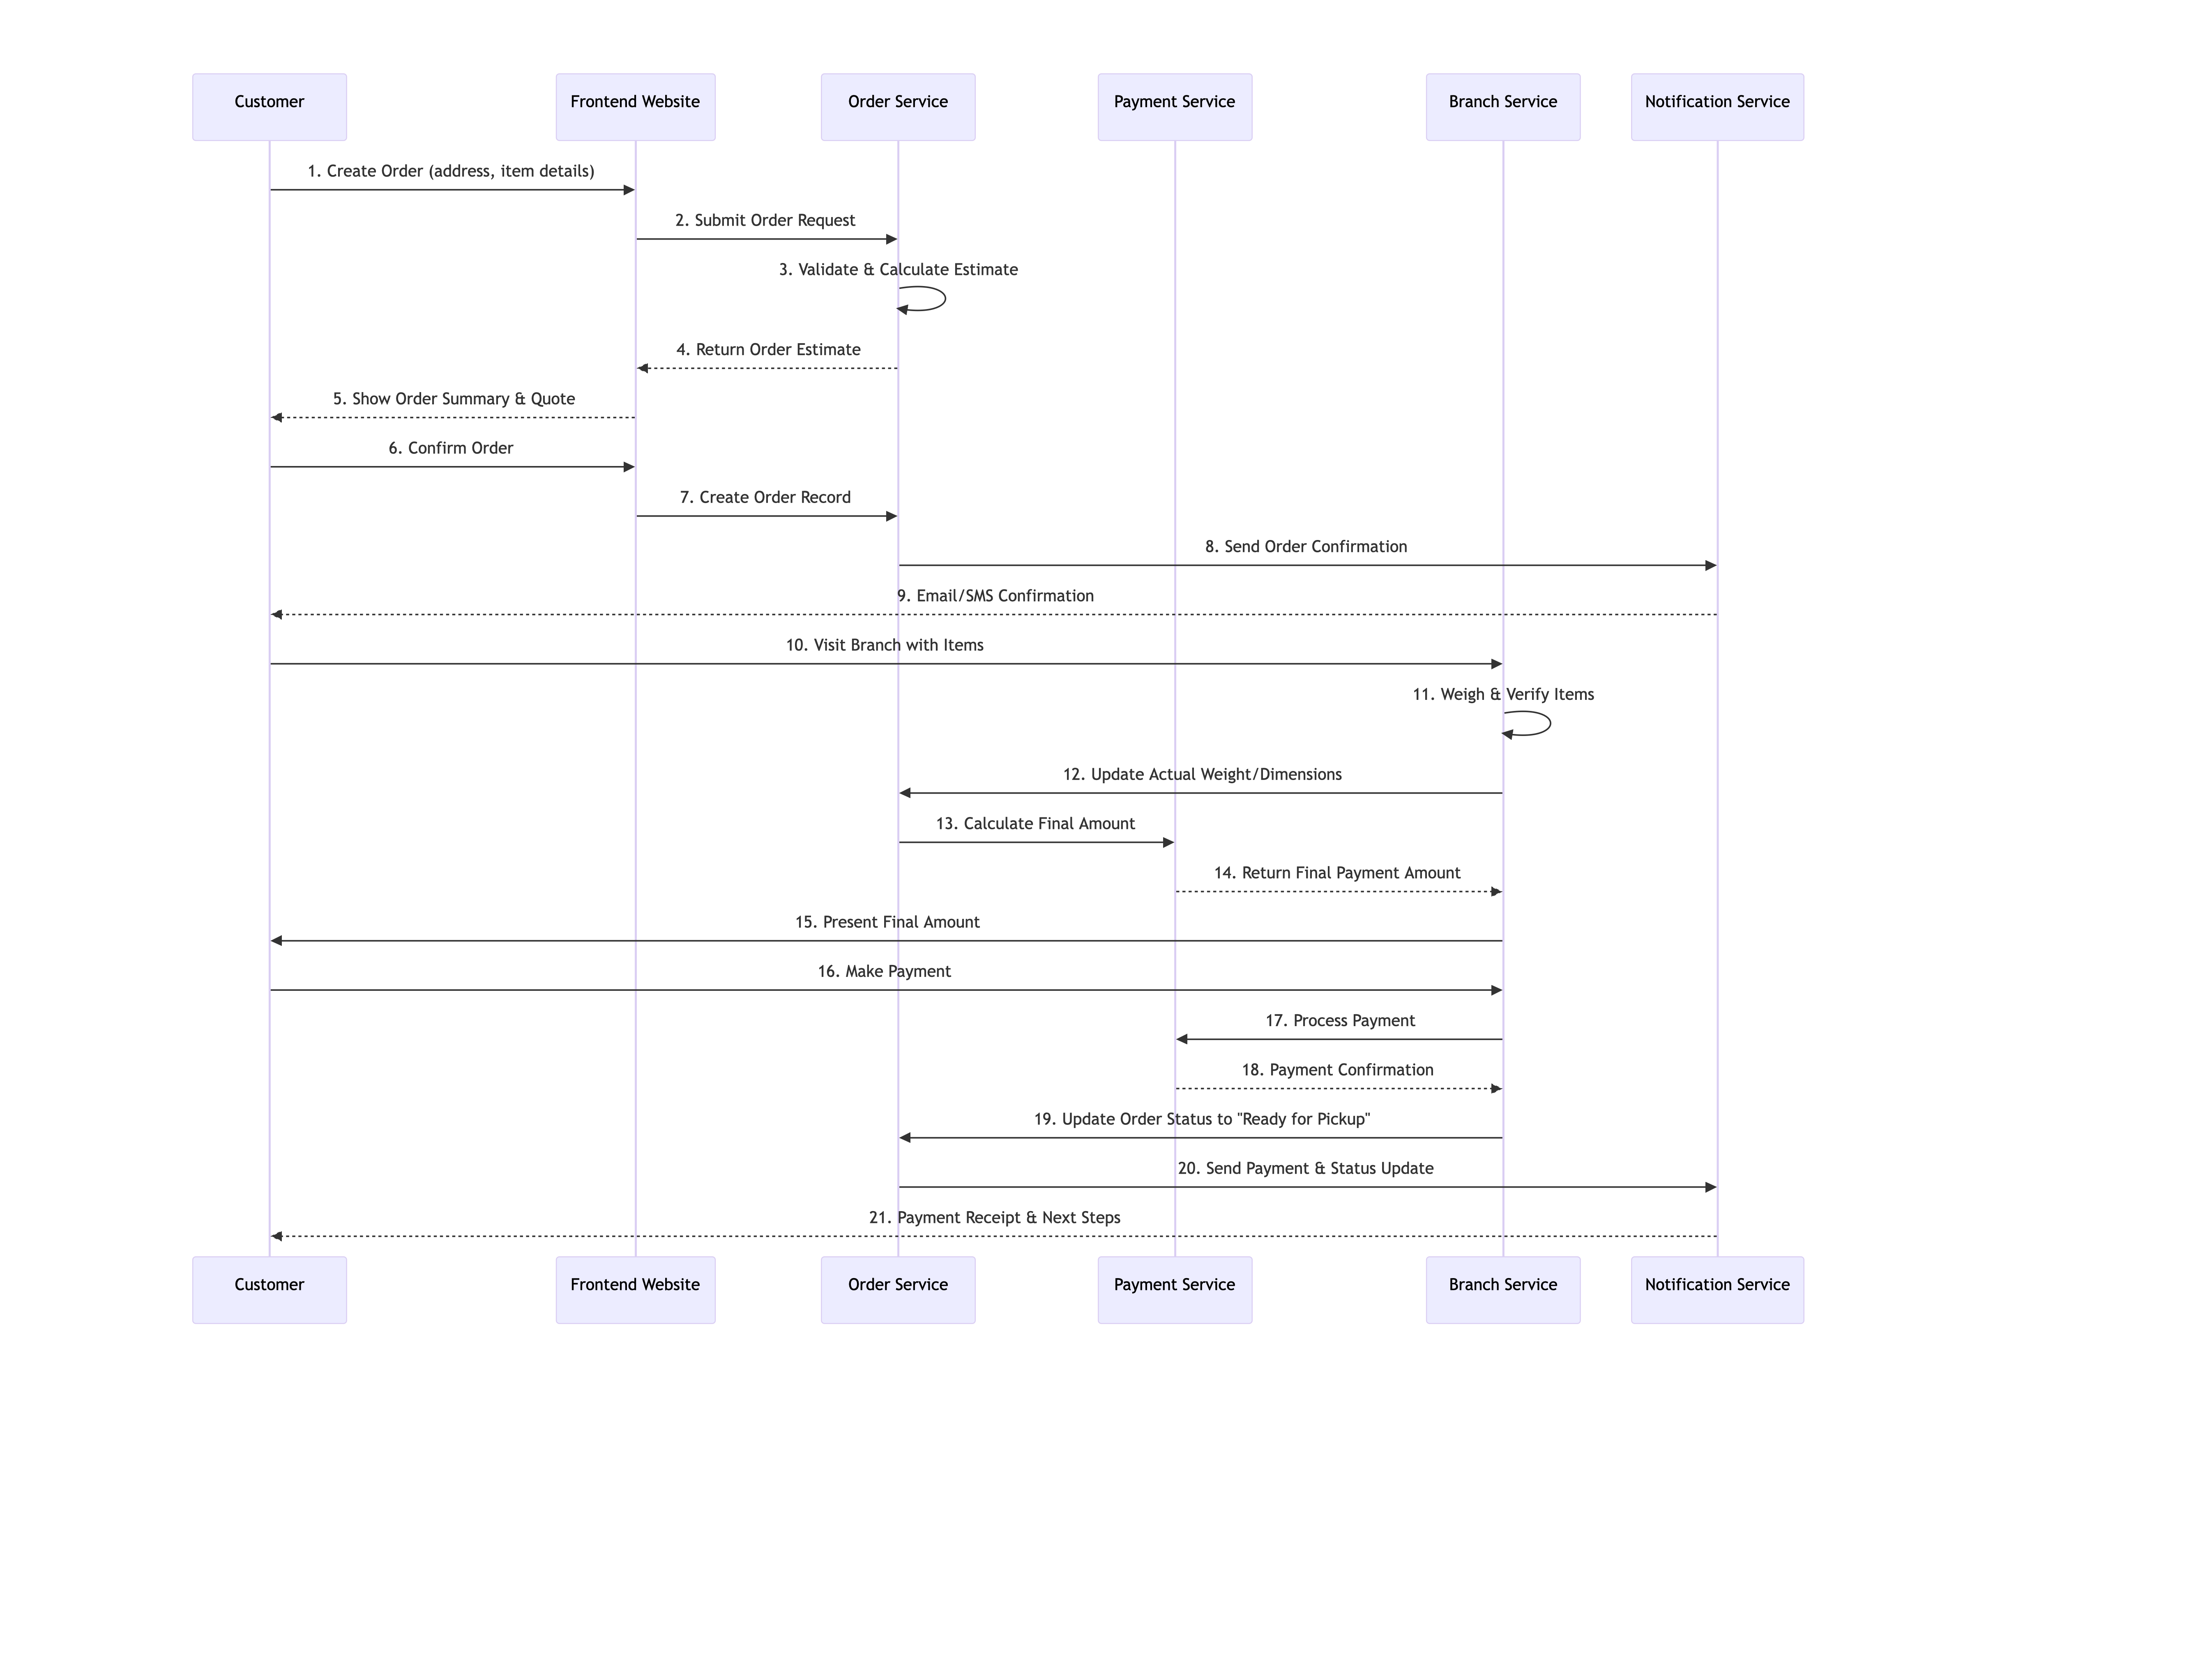 Customer
Frontend Website
Order Service
Payment Service
Branch Service
Notification Service
1. Create Order (address, item details)
2. Submit Order Request
3. Validate & Calculate Estimate
4. Return Order Estimate
5. Show Order Summary & Quote
6. Confirm Order
7. Create Order Record
8. Send Order Confirmation
9. Email/SMS Confirmation
10. Visit Branch with Items
11. Weigh & Verify Items
12. Update Actual Weight/Dimensions
13. Calculate Final Amount
14. Return Final Payment Amount
15. Present Final Amount
16. Make Payment
17. Process Payment
18. Payment Confirmation
19. Update Order Status to "Ready for Pickup"
20. Send Payment & Status Update
21. Payment Receipt & Next Steps
Customer
Frontend Website
Order Service
Payment Service
Branch Service
Notification Service